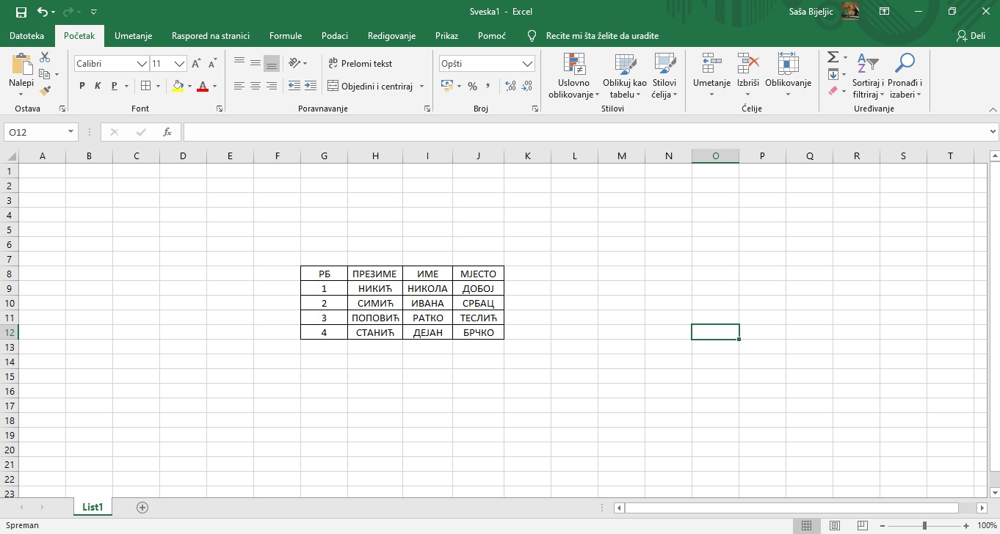 Sveska1 - Excel
Saša Bijeljic
Datoteka Početak Umetanje Raspored na stranici Formule Podaci Redigovanje Prikaz Pomoć Recite mi šta želite da uradite Deli
Nalepi
Calibri 11
P K P
Prelomi tekst
Objedini i centriraj
Opšti
%
Uslovno oblikovanje
Oblikuj kao tabelu
Stilovi ćelija
Umetanje Izbriši Oblikovanje
Sortiraj i filtriraj
Pronađi i izaberi
Ostava Font Poravnavanje Broj Stilovi Ćelije Uređivanje
O12 fx
A B C D E F G H I J K L M N O P Q R S T
1
2
3
4
5
6
7
8 РБ ПРЕЗИМЕ ИМЕ МЈЕСТО
9 1 НИКИЋ НИКОЛА ДОБОЈ
10 2 СИМИЋ ИВАНА СРБАЦ
11 3 ПОПОВИЋ РАТКО ТЕСЛИЋ
12 4 СТАНИЋ ДЕЈАН БРЧКО
13
14
15
16
17
18
19
20
21
22
23
List1
Spreman 100%